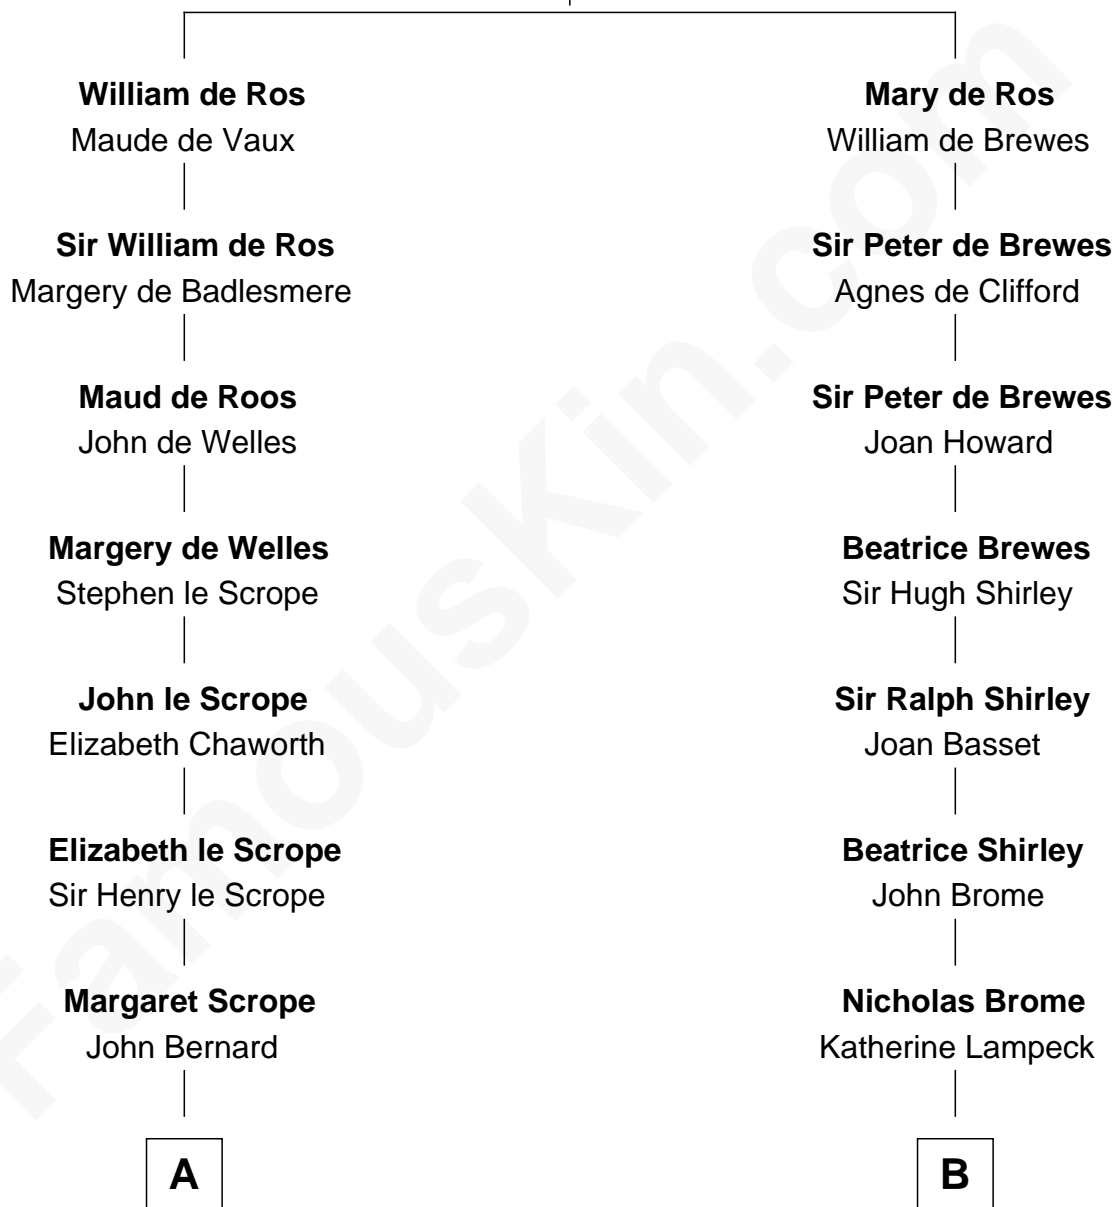 William de Ros
Maude de Vaux
Sir William de Ros
Margery de Badlesmere
Maud de Roos
John de Welles
Margery de Welles
Stephen le Scrope
John le Scrope
Elizabeth Chaworth
Elizabeth le Scrope
Sir Henry le Scrope
Margaret Scrope
John Bernard
A
Mary de Ros
William de Brewes
Sir Peter de Brewes
Agnes de Clifford
Sir Peter de Brewes
Joan Howard
Beatrice Brewes
Sir Hugh Shirley
Sir Ralph Shirley
Joan Basset
Beatrice Shirley
John Brome
Nicholas Brome
Katherine Lampeck
B
FamousKin.com